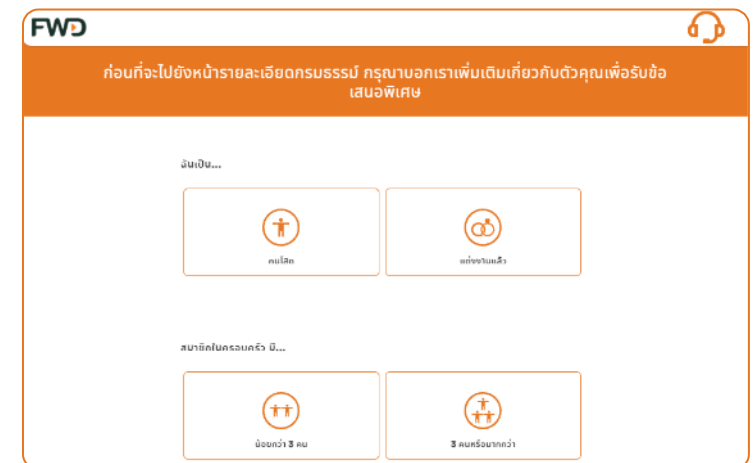 FWD
ก่อนที่จะไปยังหน้ารายละเอียดกรมธรรม์ กรุณาบอกเราเพิ่มเติมเกี่ยวกับตัวคุณเพื่อรับข้อ
เสนอพิเศษ
ฉันเป็น...
คนโสด
แต่งงานแล้ว
สมาชิกในครอบครัว มี...
น้อยกว่า 3 คน
3 คนหรือมากกว่า